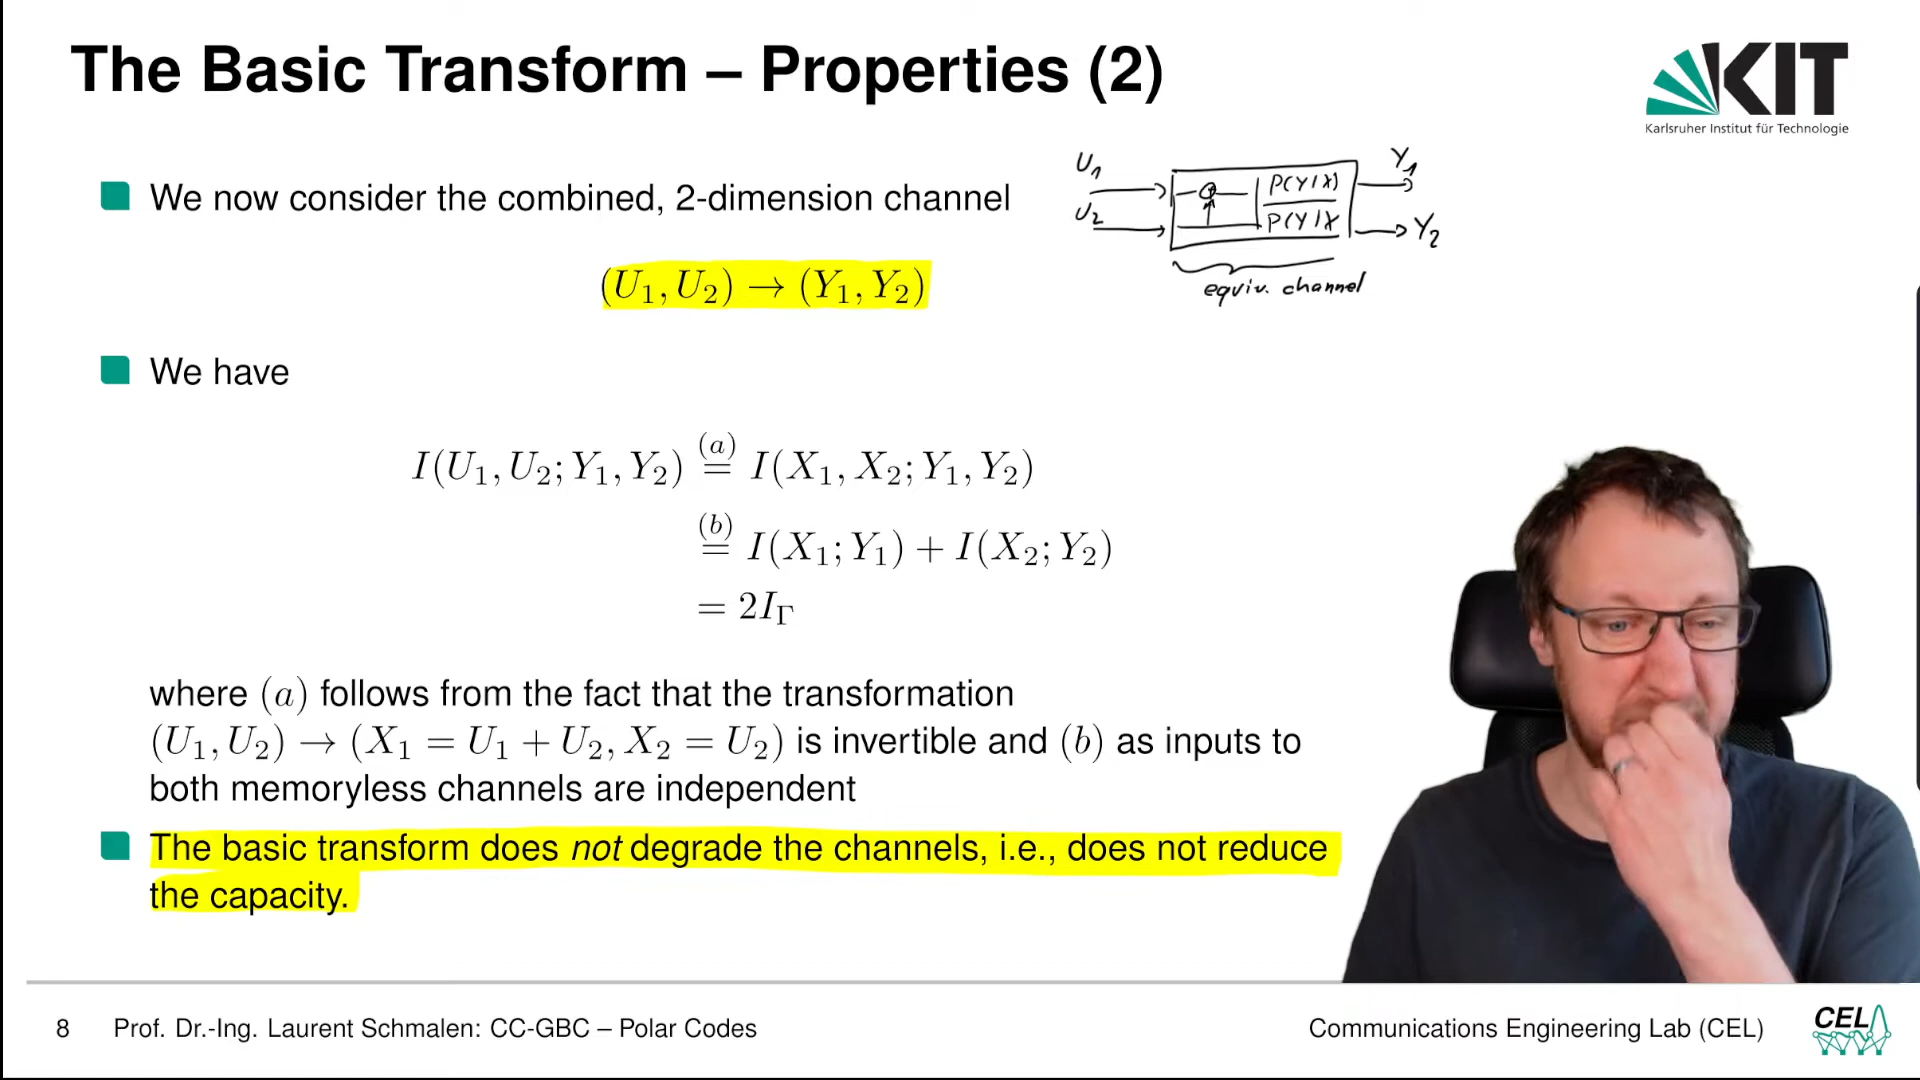 The Basic Transform – Properties (2)
KIT
Karlsruher Institut für Technologie
We now consider the combined, 2-dimension channel
U₁
U₂
P(Y|X)
P(Y|X
Y₁
Y₂
equiv. channel
(U₁, U₂) → (Y₁, Y₂)
We have
I(U₁, U₂; Y₁, Y₂) (a)= I(X₁, X₂; Y₁, Y₂)
(b)= I(X₁; Y₁) + I(X₂; Y₂)
= 2I_Γ
where (a) follows from the fact that the transformation
(U₁, U₂) → (X₁ = U₁ + U₂, X₂ = U₂) is invertible and (b) as inputs to
both memoryless channels are independent
The basic transform does not degrade the channels, i.e., does not reduce
the capacity.
8 Prof. Dr.-Ing. Laurent Schmalen: CC-GBC – Polar Codes
Communications Engineering Lab (CEL)
CEL